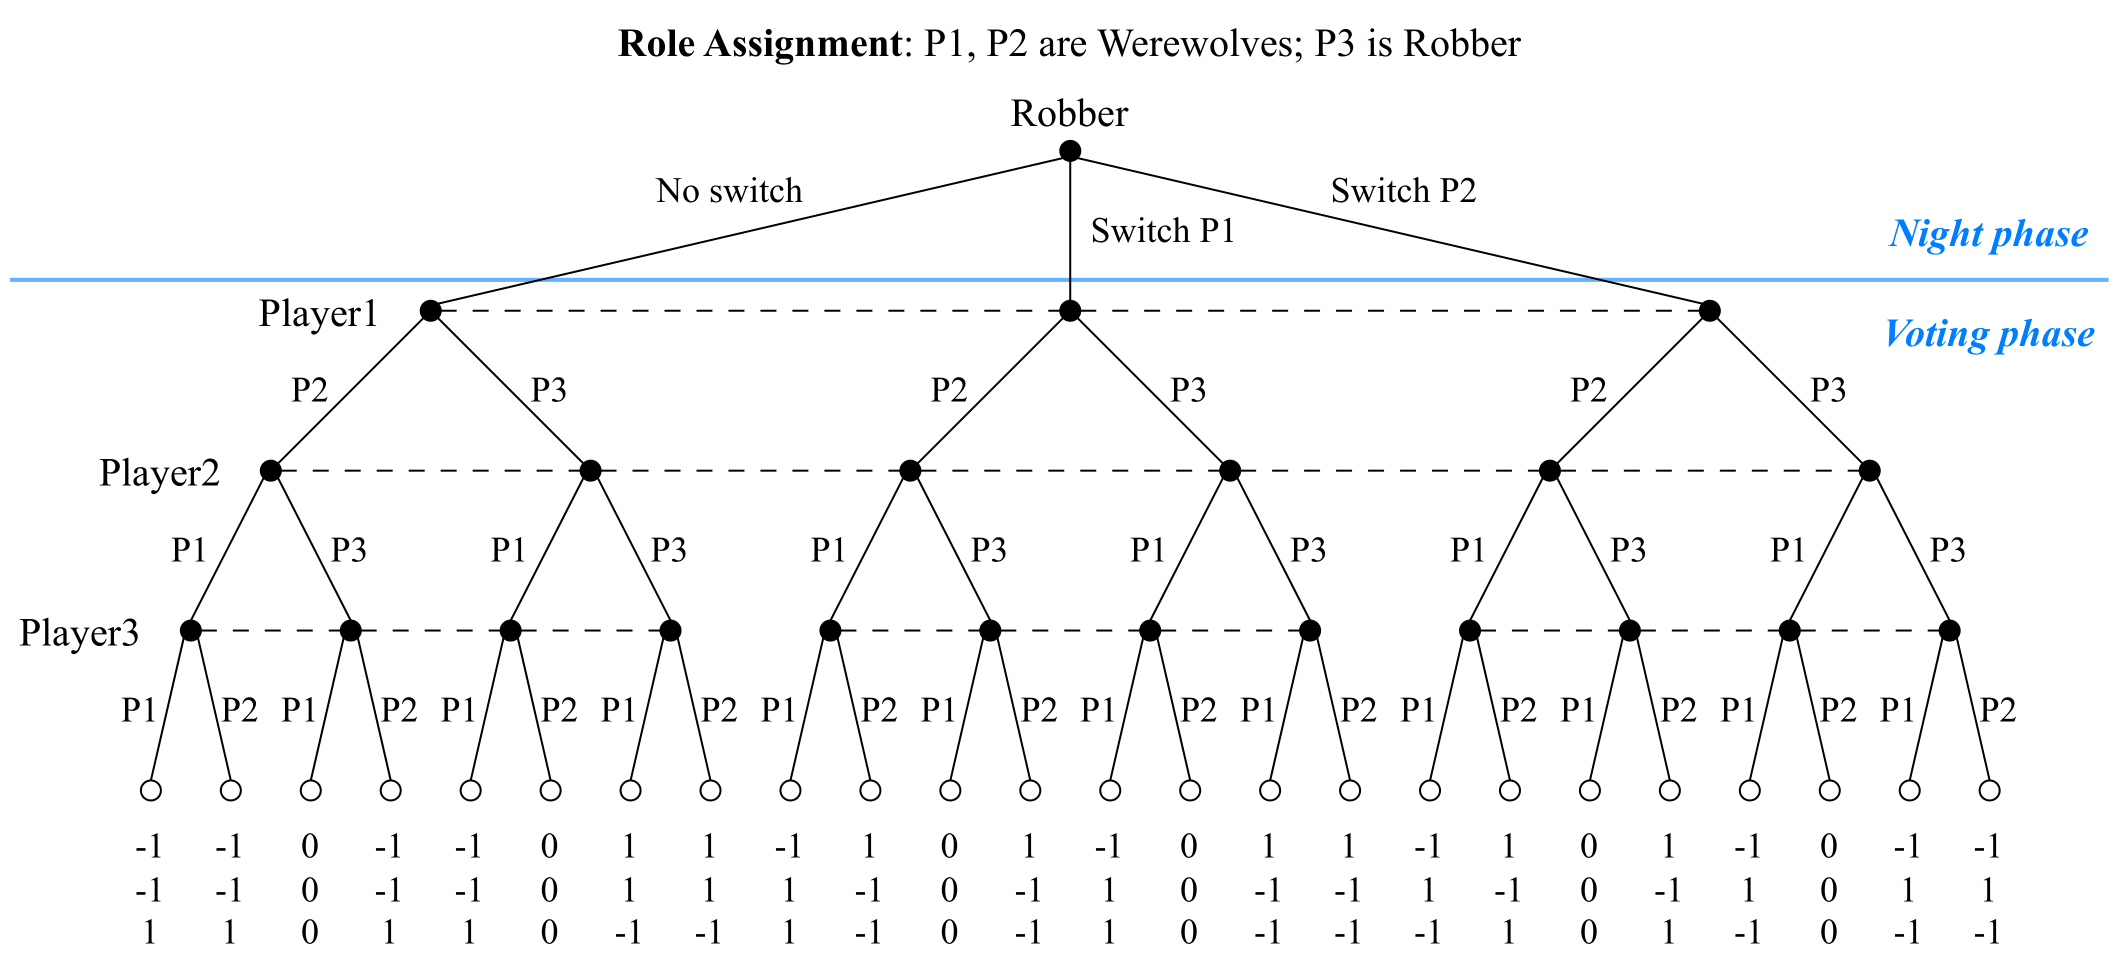 Role Assignment: P1, P2 are Werewolves; P3 is Robber
Robber
No switch
Switch P1
Switch P2
Night phase
Player1
Voting phase
P2 P3 P2 P3 P2 P3
Player2
P1 P3 P1 P3 P1 P3 P1 P3 P1 P3 P1 P3
Player3
P1 P2 P1 P2 P1 P2 P1 P2 P1 P2 P1 P2 P1 P2 P1 P2 P1 P2 P1 P2 P1 P2 P1 P2
-1 -1 0 -1 -1 0 1 1 -1 1 0 1 -1 0 1 1 -1 1 0 1 -1 0 -1 -1
-1 -1 0 -1 -1 0 1 1 1 -1 0 -1 1 0 -1 -1 1 -1 0 -1 1 0 1 1
1 1 0 1 1 0 -1 -1 1 -1 0 -1 1 0 -1 -1 -1 1 0 1 -1 0 -1 -1